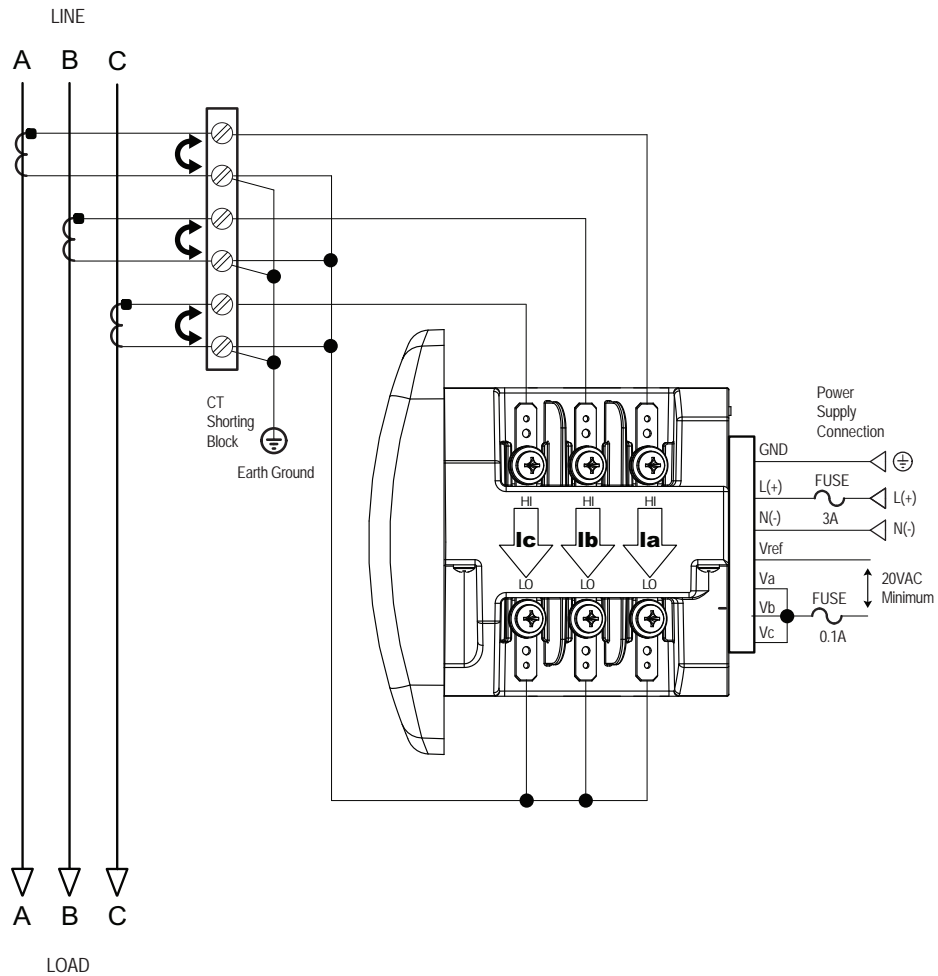 LINE
A B C
CT
Shorting
Block
Earth Ground
Power
Supply
Connection
GND
L(+) FUSE L(+)
3A
N(-) N(-)
Vref
HI HI HI
Ic Ib Ia
LO LO LO
20VAC
Minimum
Va
Vb FUSE
0.1A
Vc
A B C
LOAD